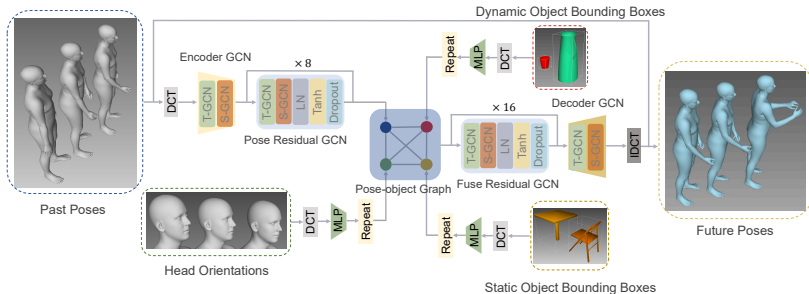 Dynamic Object Bounding Boxes
Encoder GCN
× 8
DCT
T-GCN
S-GCN
T-GCN
S-GCN
LN
Tanh
Dropout
Pose Residual GCN
Repeat
MLP
DCT
Decoder GCN
× 16
T-GCN
S-GCN
LN
Tanh
Dropout
Fuse Residual GCN
T-GCN
S-GCN
IDCT
Pose-object Graph
Past Poses
DCT
MLP
Repeat
Head Orientations
Repeat
MLP
DCT
Static Object Bounding Boxes
Future Poses